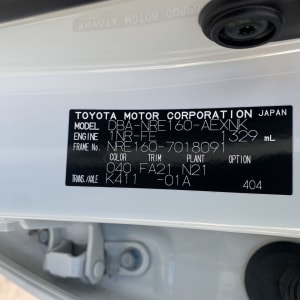 TOYOTA MOTOR CORPORATION JAPAN
MODEL DBA-NRE160-AEXNK
ENGINE 1NR-FE 1329 mL
FRAME No. NRE160-7018091
COLOR TRIM PLANT OPTION
040 FA21 N21
TRANS./AXLE K411 -01A 404